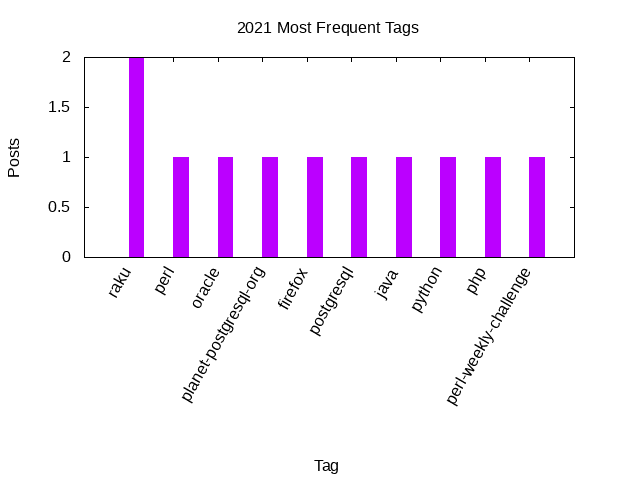 2021 Most Frequent Tags
Posts
2
1.5
1
0.5
0
raku
perl
oracle
planet-postgresql-org
firefox
postgresql
java
python
php
perl-weekly-challenge
Tag